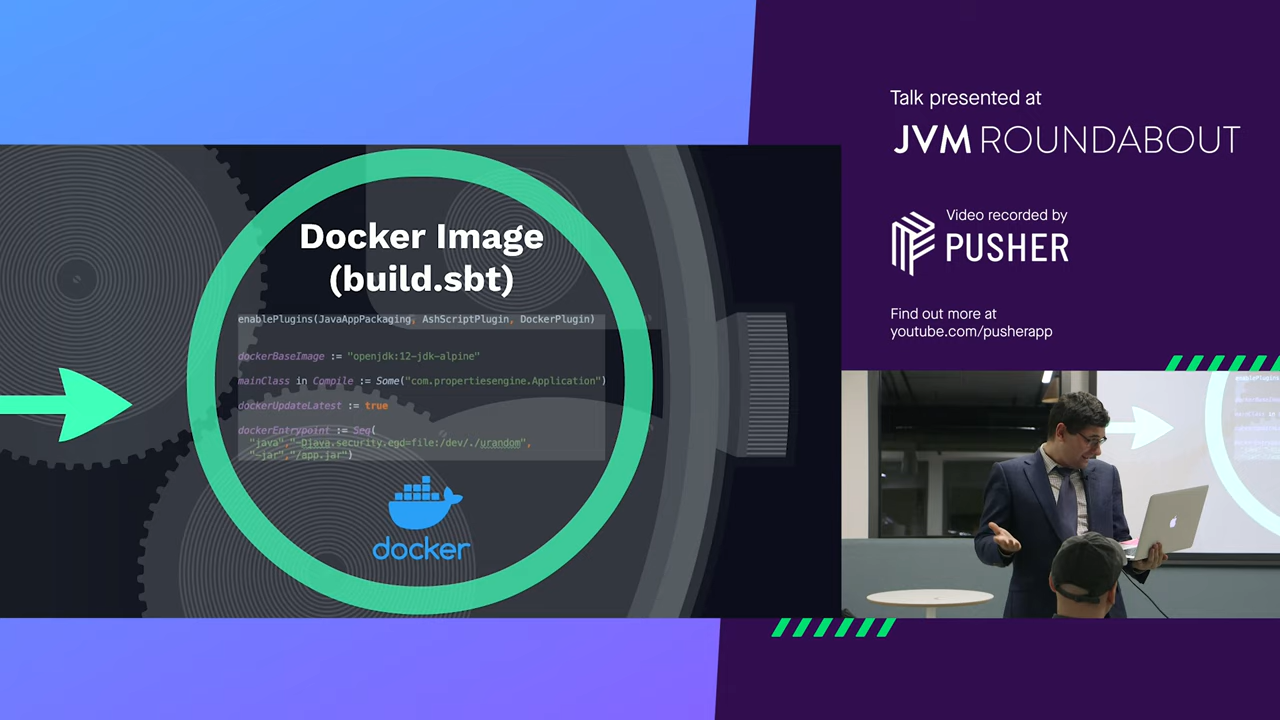 Talk presented at
JVM ROUNDABOUT
Video recorded by
PUSHER
Find out more at
youtube.com/pusherapp
Docker Image
(build.sbt)
enablePlugins(JavaAppPackaging, AshScriptPlugin, DockerPlugin)
dockerBaseImage := "openjdk:12-jdk-alpine"
mainClass in Compile := Some("com.propertiesengine.Application")
dockerUpdateLatest := true
dockerEntrypoint := Seq(
"java","-Djava.security.egd=file:/dev/./urandom",
"-jar","/app.jar")
docker